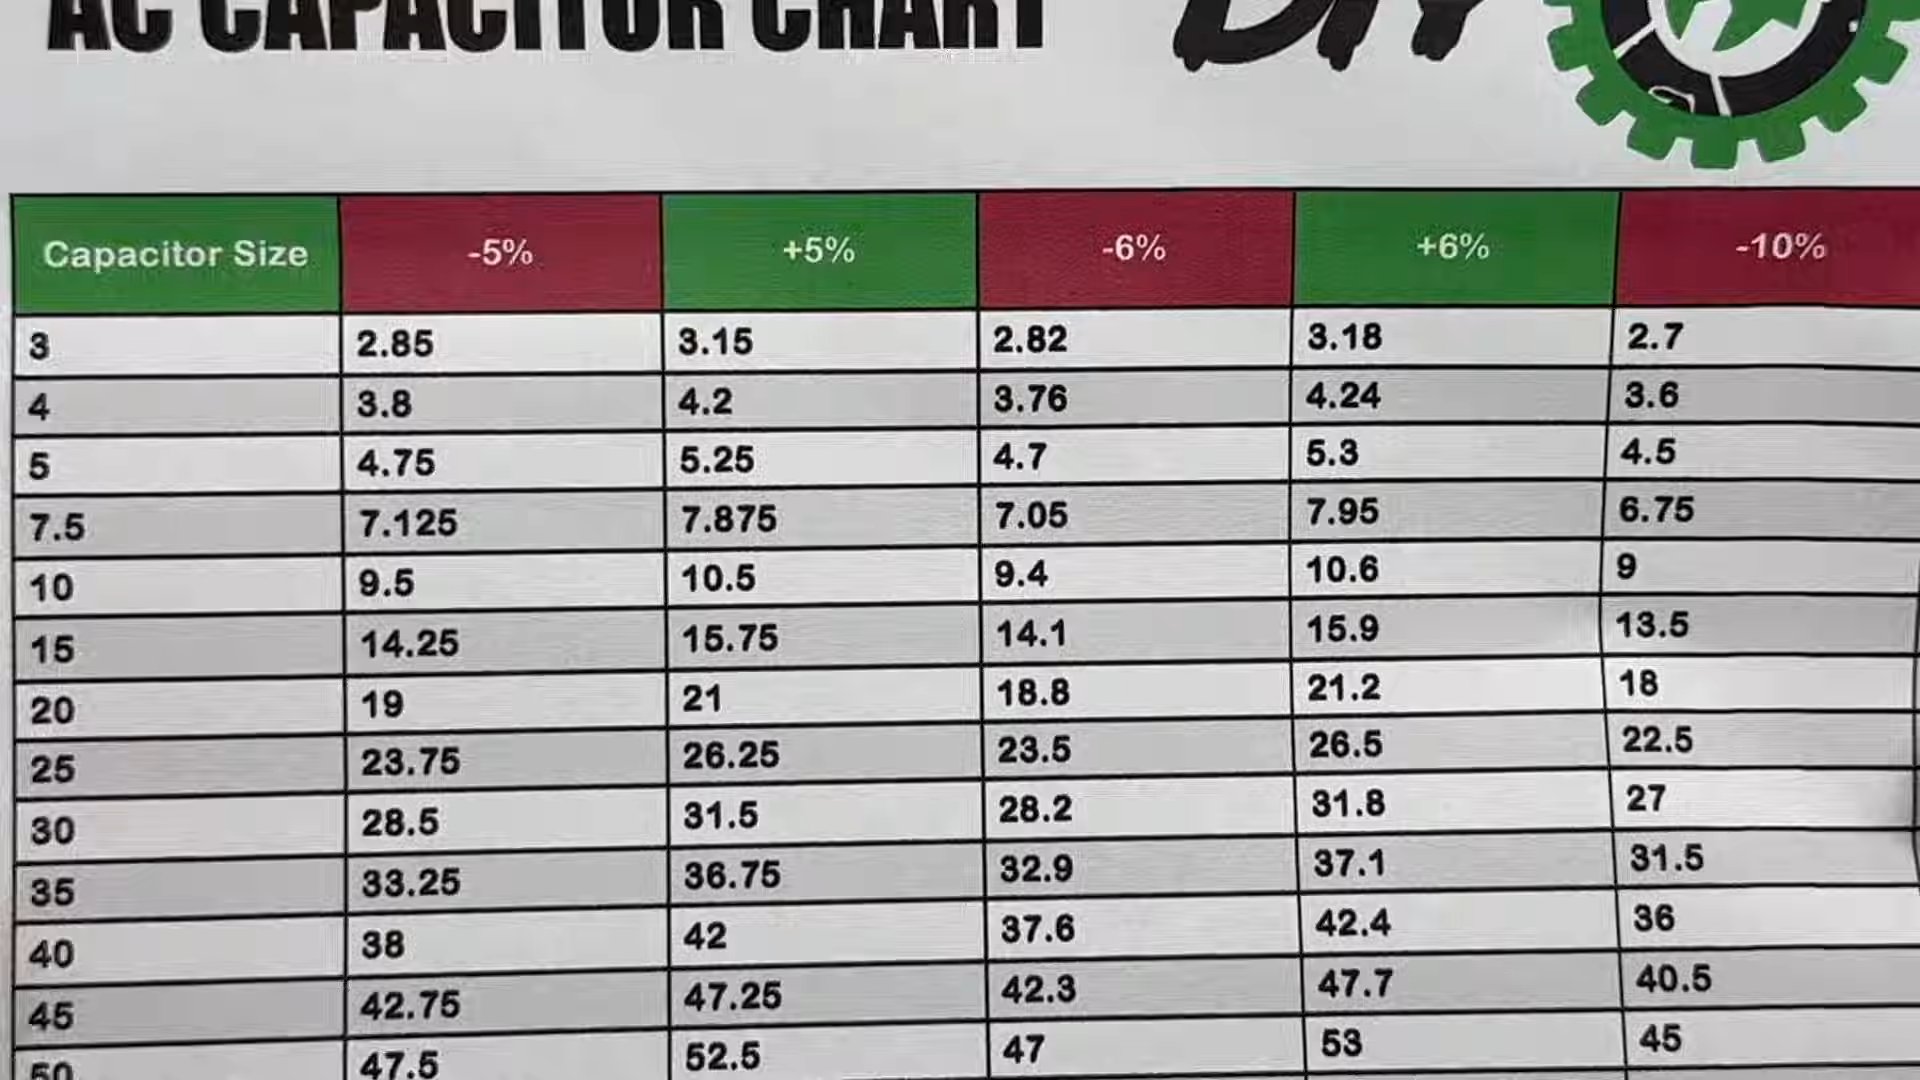 AC CAPACITOR CHART DIY
Capacitor Size -5% +5% -6% +6% -10%
3 2.85 3.15 2.82 3.18 2.7
4 3.8 4.2 3.76 4.24 3.6
5 4.75 5.25 4.7 5.3 4.5
7.5 7.125 7.875 7.05 7.95 6.75
10 9.5 10.5 9.4 10.6 9
15 14.25 15.75 14.1 15.9 13.5
20 19 21 18.8 21.2 18
25 23.75 26.25 23.5 26.5 22.5
30 28.5 31.5 28.2 31.8 27
35 33.25 36.75 32.9 37.1 31.5
40 38 42 37.6 42.4 36
45 42.75 47.25 42.3 47.7 40.5
50 47.5 52.5 47 53 45